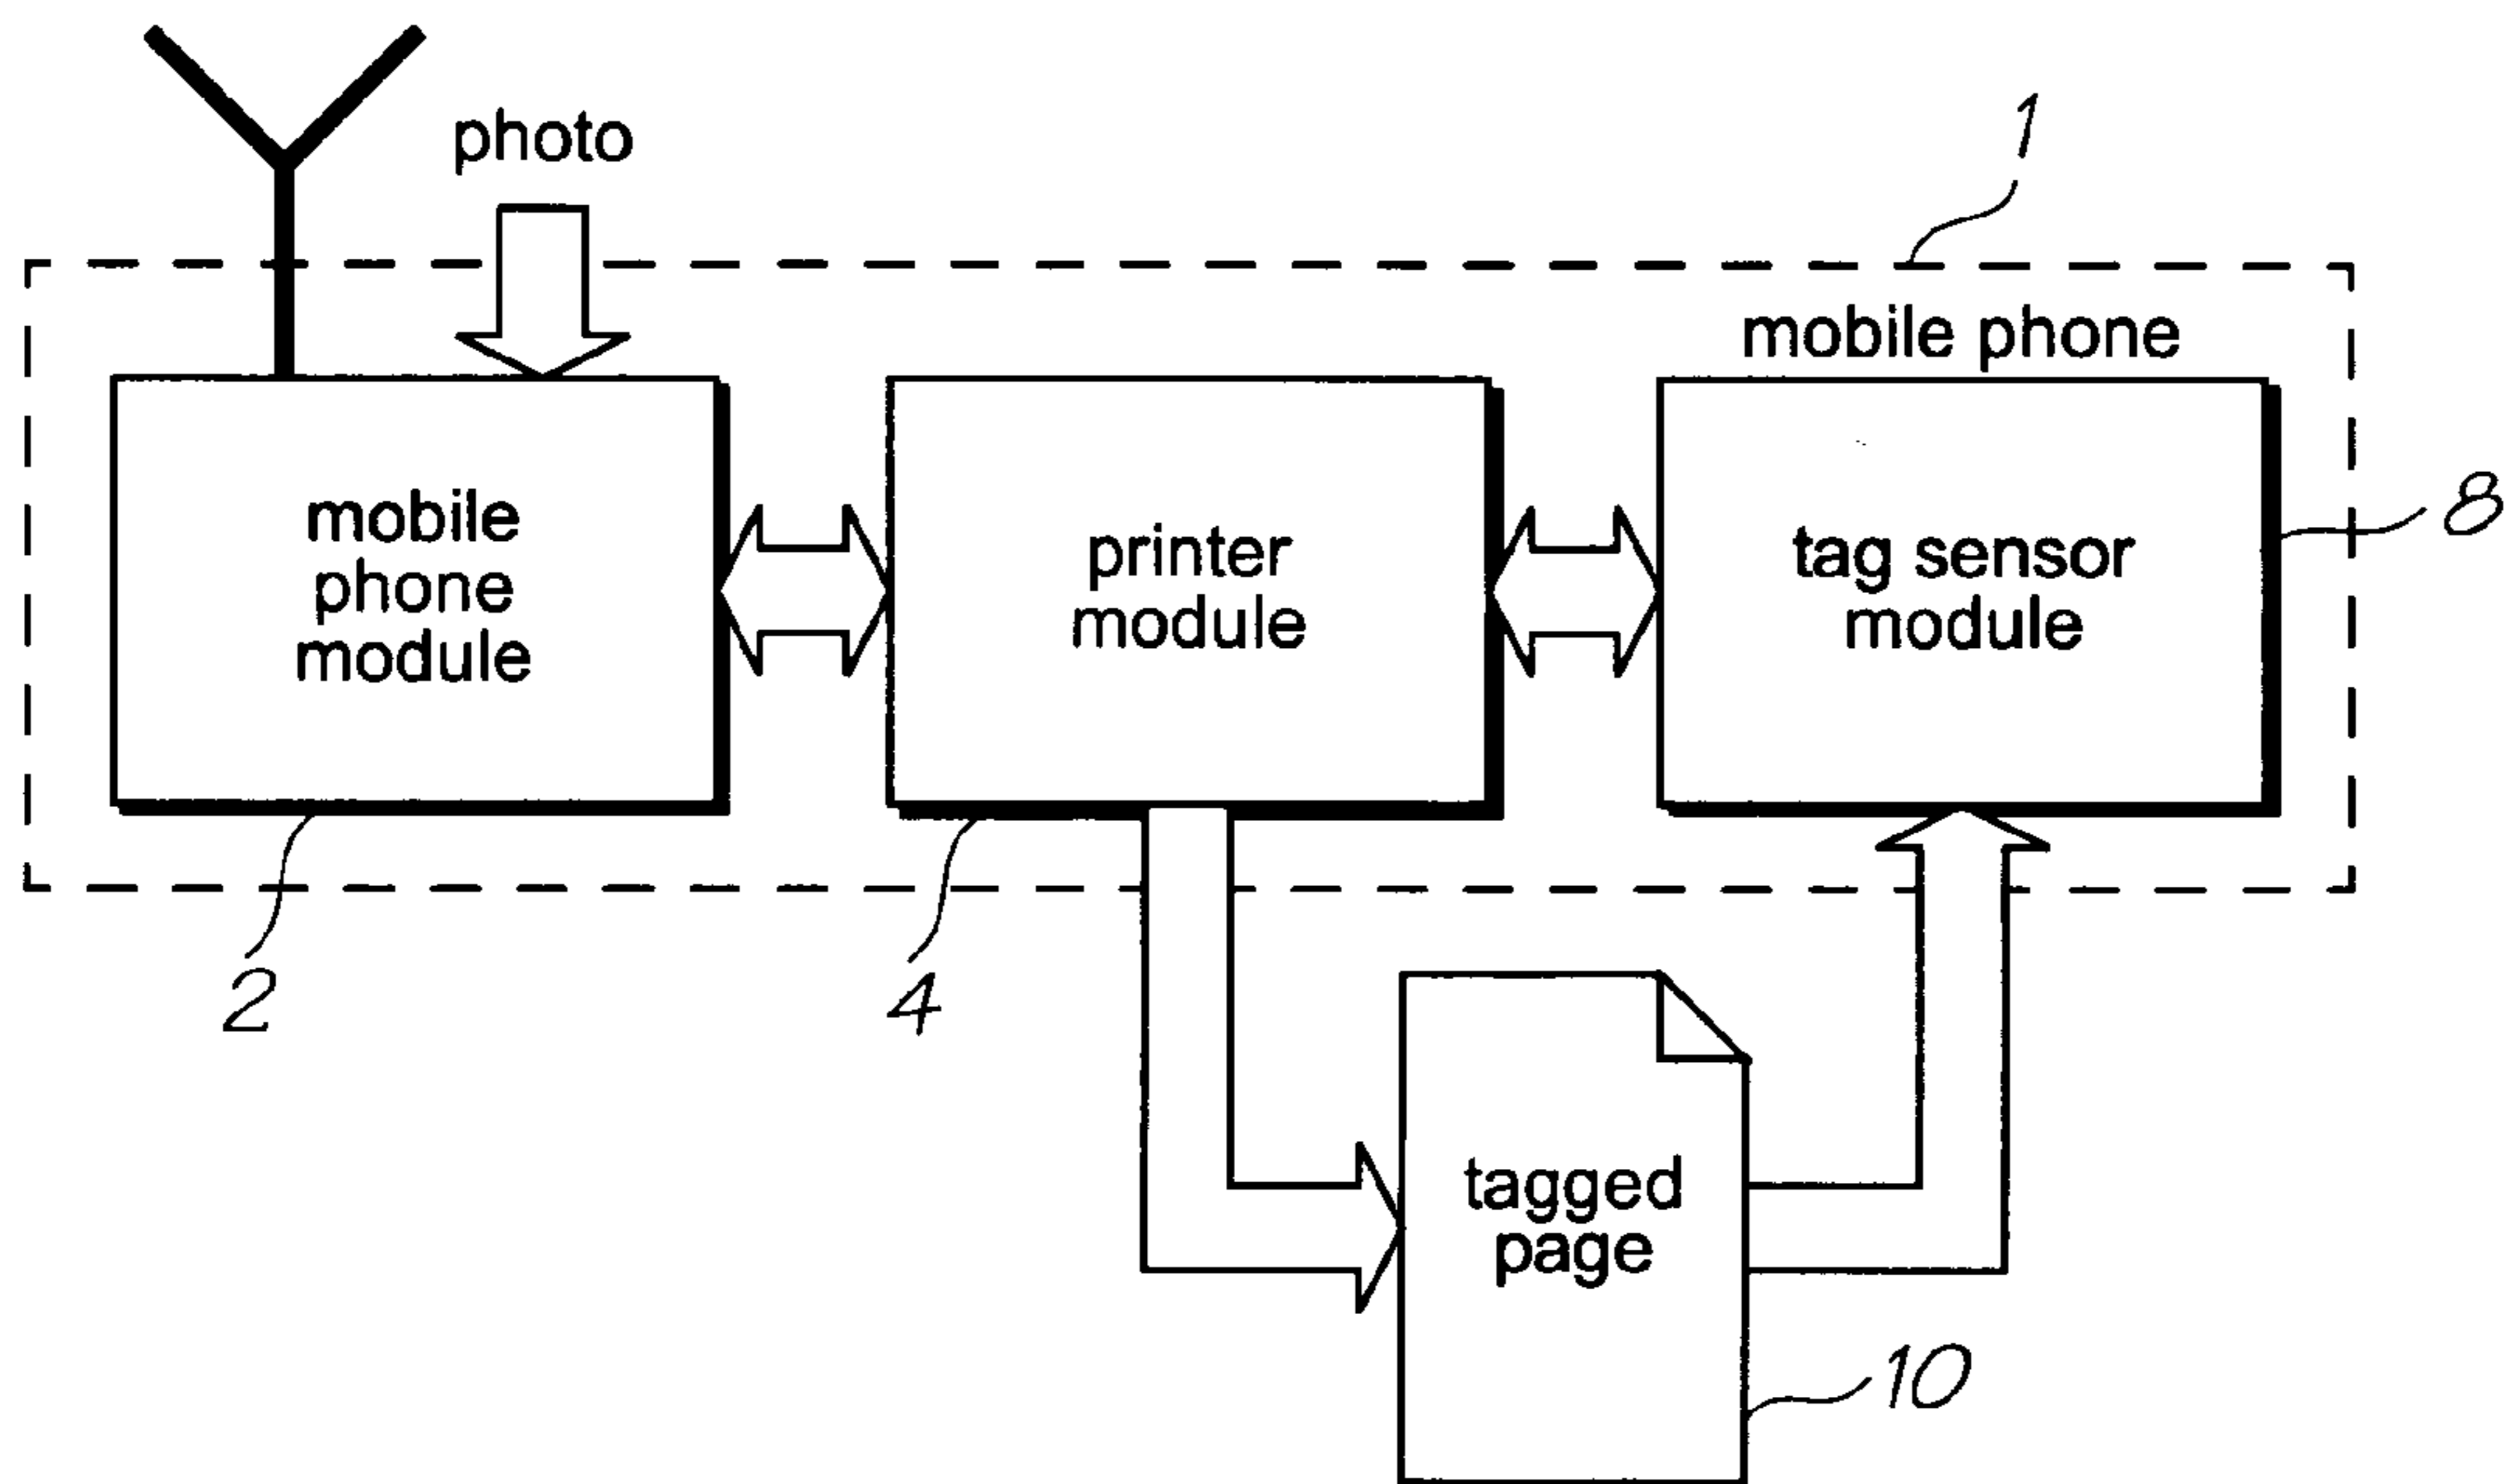 photo
1
mobile phone
mobile
phone
module
printer
module
tag sensor
module
8
2
4
tagged
page
10